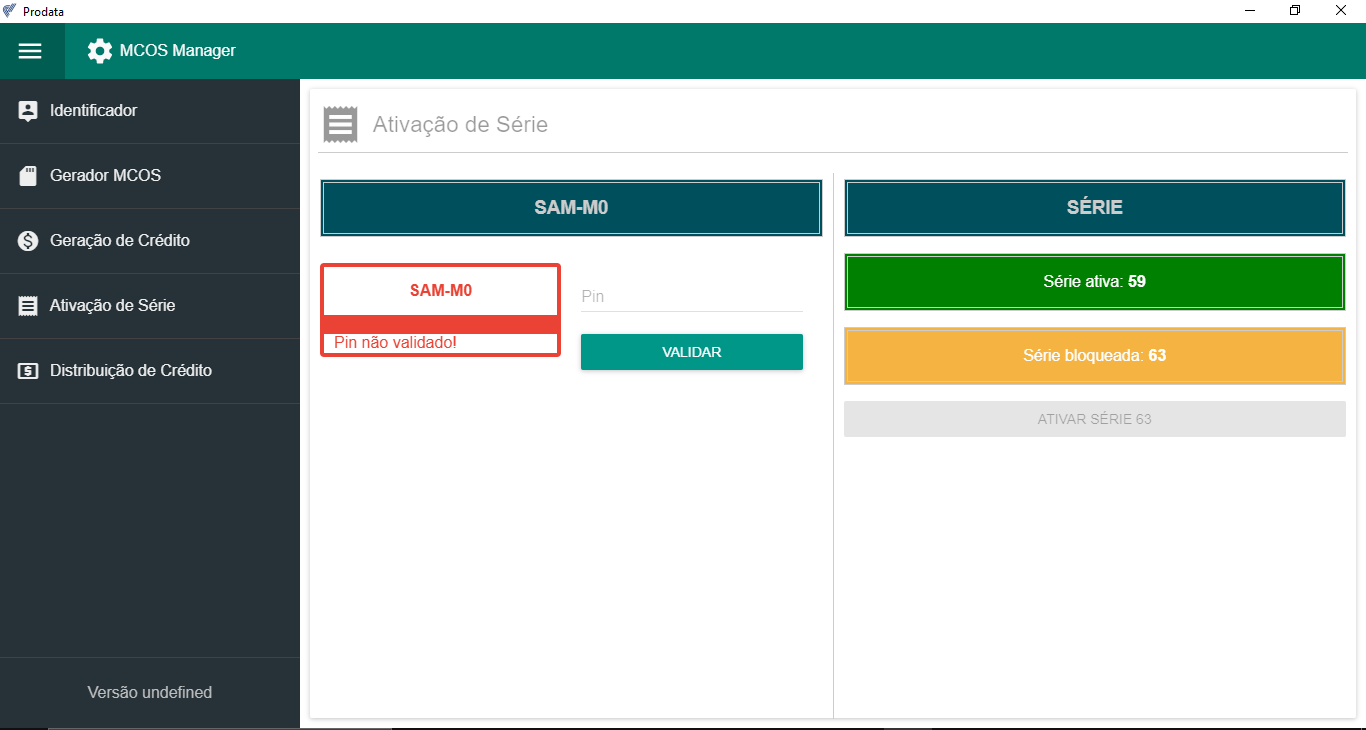 Prodata
MCOS Manager
Identificador
Gerador MCOS
Geração de Crédito
Ativação de Série
Distribuição de Crédito
Versão undefined
Ativação de Série
SAM-M0
SAM-M0
Pin não validado!
Pin
VALIDAR
SÉRIE
Série ativa: 59
Série bloqueada: 63
ATIVAR SÉRIE 63